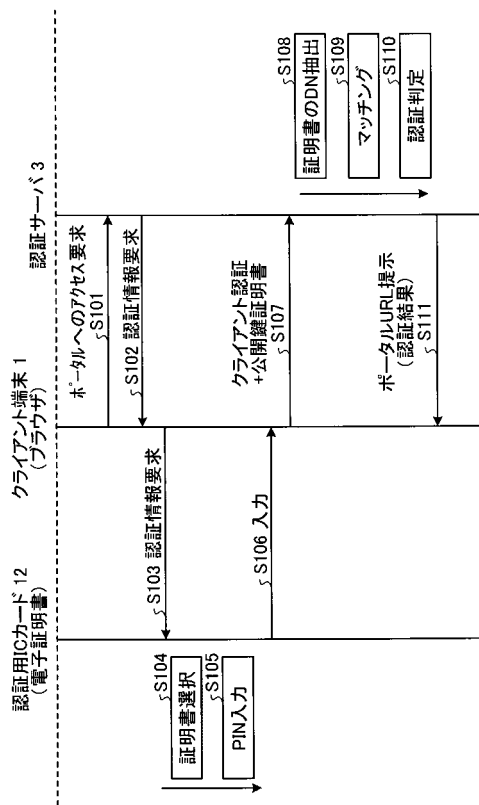 認証用ICカード 12
(電子証明書)
クライアント端末 1
(ブラウザ)
認証サーバ 3
ポータルへのアクセス要求
S101
S102 認証情報要求
S103 認証情報要求
S104
証明書選択
S105
PIN入力
S106 入力
クライアント認証
+公開鍵証明書
S107
S108
証明書のDN抽出
S109
マッチング
S110
認証判定
ポータルURL提示
(認証結果)
S111